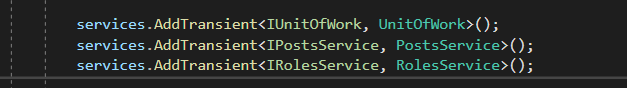 services.AddTransient<IUnitOfWork, UnitOfWork>();
services.AddTransient<IPostsService, PostsService>();
services.AddTransient<IRolesService, RolesService>();